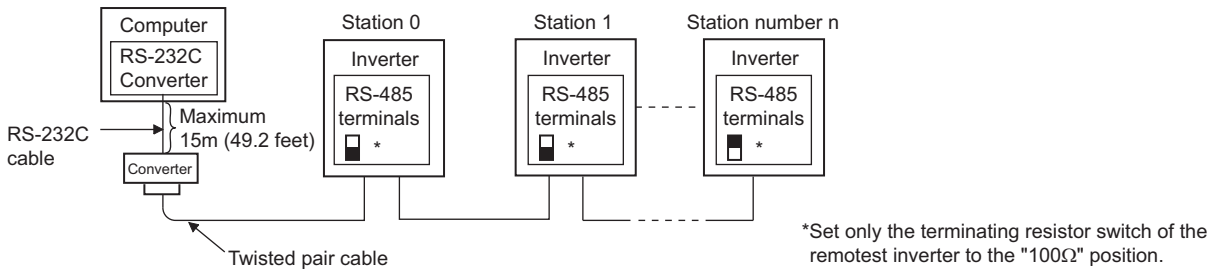 Computer
RS-232C
Converter
RS-232C
cable
Maximum
15m (49.2 feet)
Converter
Twisted pair cable
Station 0
Inverter
RS-485
terminals
*
Station 1
Inverter
RS-485
terminals
*
Station number n
Inverter
RS-485
terminals
*
*Set only the terminating resistor switch of the
remotest inverter to the "100Ω" position.